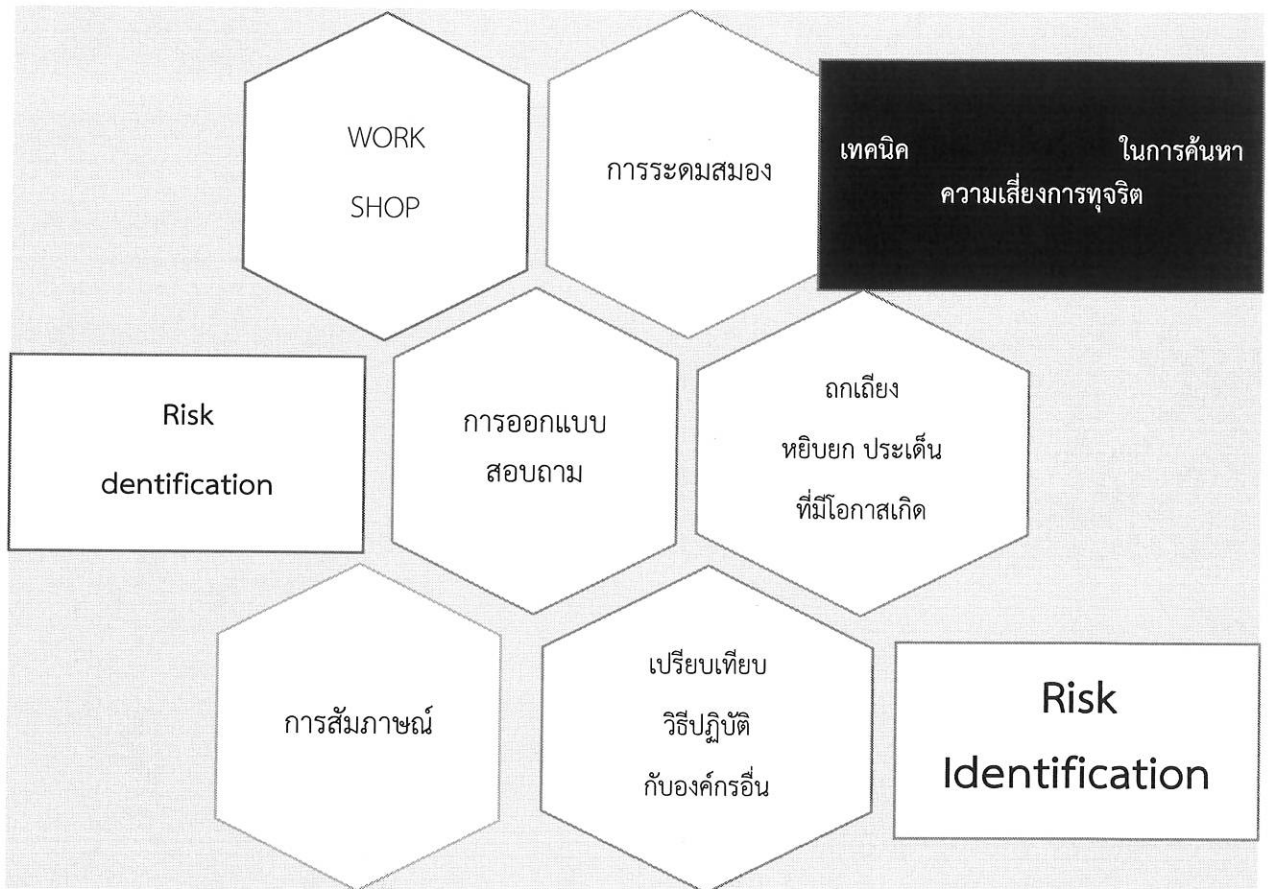 WORK
SHOP
การระดมสมอง
เทคนิค ในการค้นหา
ความเสี่ยงการทุจริต
Risk
dentification
การออกแบบ
สอบถาม
ถกเถียง
หยิบยก ประเด็น
ที่มีโอกาสเกิด
การสัมภาษณ์
เปรียบเทียบ
วิธีปฏิบัติ
กับองค์กรอื่น
Risk
Identification